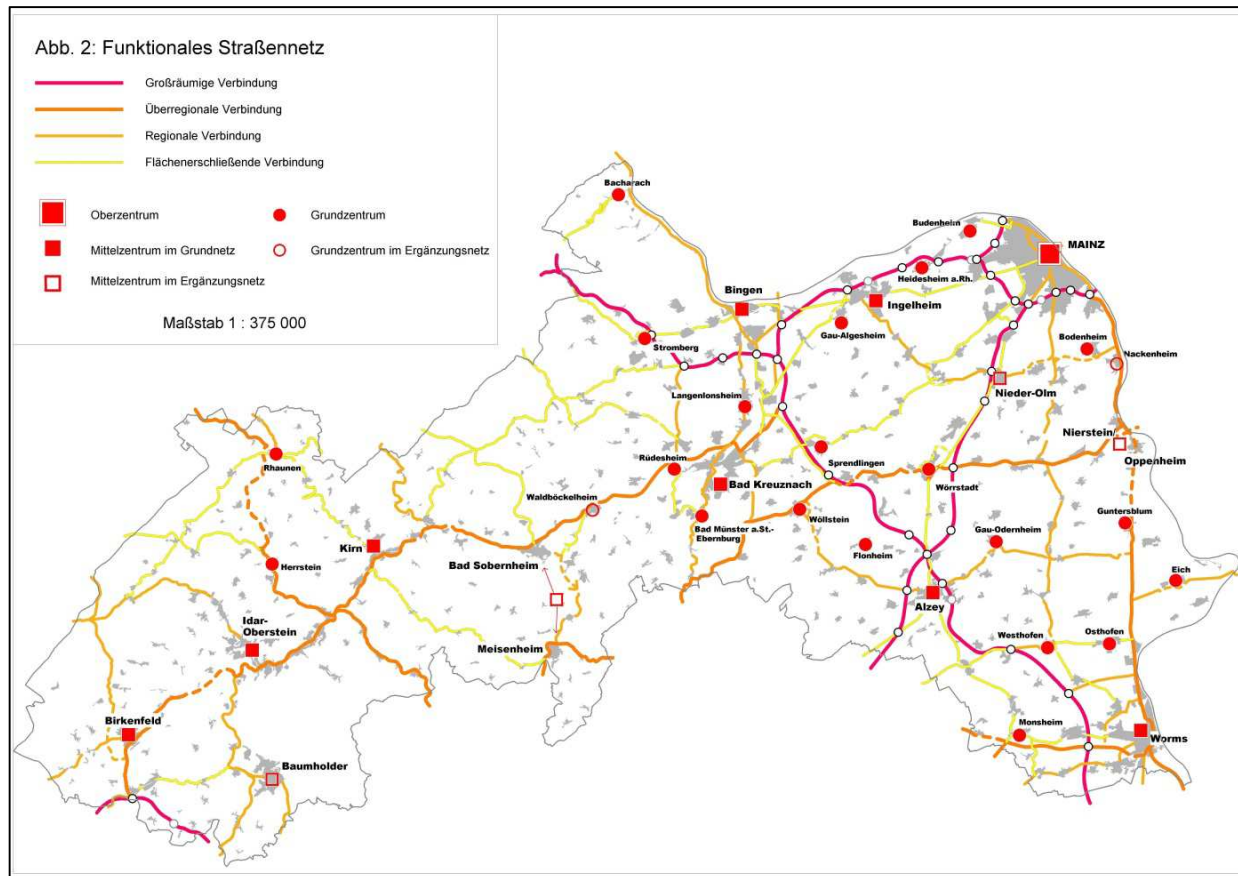 Abb. 2: Funktionales Straßennetz
Großräumige Verbindung
Überregionale Verbindung
Regionale Verbindung
Flächenerschließende Verbindung
Oberzentrum
Grundzentrum
Mittelzentrum im Grundnetz
Grundzentrum im Ergänzungsnetz
Mittelzentrum im Ergänzungsnetz
Maßstab 1 : 375 000
Bacharach
Budenheim
MAINZ
Heidesheim a.Rh.
Bingen
Ingelheim
Gau-Algesheim
Stromberg
Bodenheim
Nackenheim
Nieder-Olm
Langenlonsheim
Nierstein/
Oppenheim
Rhaunen
Rüdesheim
Sprendlingen
Wörrstadt
Bad Kreuznach
Waldböckelheim
Wöllstein
Guntersblum
Bad Münster a.St.-
Ebernburg
Gau-Odernheim
Kirn
Flonheim
Bad Sobernheim
Herrstein
Eich
Alzey
Idar-
Oberstein
Meisenheim
Westhofen
Osthofen
Birkenfeld
Monsheim
Worms
Baumholder